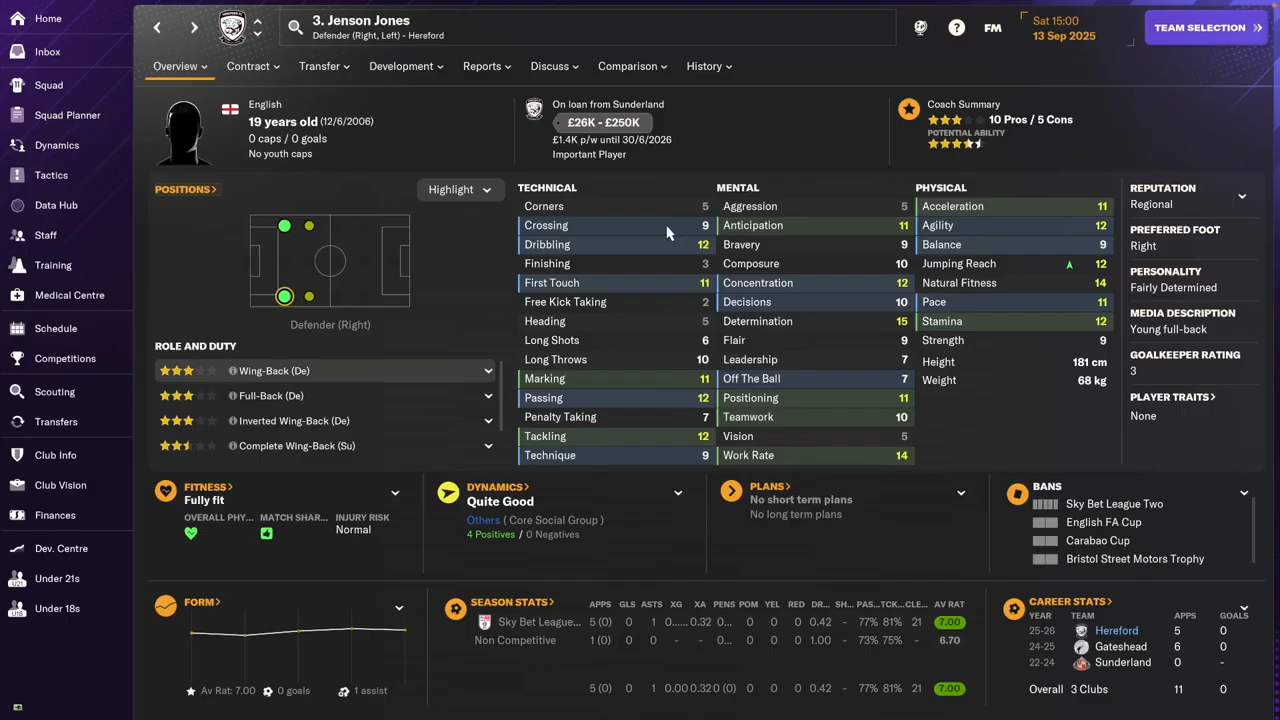 Home
Inbox
Squad
Squad Planner
Dynamics
Tactics
Data Hub
Staff
Training
Medical Centre
Schedule
Competitions
Scouting
Transfers
Club Info
Club Vision
Finances
Dev. Centre
Under 21s
Under 18s
3. Jenson Jones
Defender (Right, Left) - Hereford
FM
Sat 15:00
13 Sep 2025
TEAM SELECTION
Overview Contract Transfer Development Reports Discuss Comparison History
English
19 years old (12/6/2006)
0 caps / 0 goals
No youth caps
On loan from Sunderland
£26K - £250K
£1.4K p/w until 30/6/2026
Important Player
Coach Summary
10 Pros / 5 Cons
POTENTIAL ABILITY
POSITIONS>
Highlight
Defender (Right)
ROLE AND DUTY
Wing-Back (De)
Full-Back (De)
Inverted Wing-Back (De)
Complete Wing-Back (Su)
TECHNICAL
Corners 5
Crossing 9
Dribbling 12
Finishing 3
First Touch 11
Free Kick Taking 2
Heading 5
Long Shots 6
Long Throws 10
Marking 11
Passing 12
Penalty Taking 7
Tackling 12
Technique 9
MENTAL
Aggression 5
Anticipation 11
Bravery 9
Composure 10
Concentration 12
Decisions 10
Determination 15
Flair 9
Leadership 7
Off The Ball 7
Positioning 11
Teamwork 10
Vision 5
Work Rate 14
PHYSICAL
Acceleration 11
Agility 12
Balance 9
Jumping Reach 12
Natural Fitness 14
Pace 11
Stamina 12
Strength 9
Height 181 cm
Weight 68 kg
REPUTATION
Regional
PREFERRED FOOT
Right
PERSONALITY
Fairly Determined
MEDIA DESCRIPTION
Young full-back
GOALKEEPER RATING
3
PLAYER TRAITS>
None
FITNESS>
Fully fit
OVERALL PHY... MATCH SHAR... INJURY RISK
Normal
DYNAMICS>
Quite Good
Others ( Core Social Group )
4 Positives / 0 Negatives
PLANS>
No short term plans
No long term plans
BANS
Sky Bet League Two
English FA Cup
Carabao Cup
Bristol Street Motors Trophy
FORM>
Av Rat: 7.00 0 goals 1 assist
SEASON STATS> APPS GLS ASTS XG XA PENS POM YEL RED DR... SH... PAS... TCK... CLE... AV RAT
Sky Bet League... 5 (0) 0 1 0.... 0.32 0... 0 0 0 0.42 - 77% 81% 21 7.00
Non Competitive 1 (0) 0 - - - - 0 0 0 1.00 - 73% 75% - 6.70
5 (0) 0 1 0.00 0.32 0 (0) 0 0 0 0.42 - 77% 81% 21 7.00
CAREER STATS>
YEAR TEAM APPS GOALS
25-26 Hereford 5 0
24-25 Gateshead 6 0
22-24 Sunderland 0 -
Overall 3 Clubs 11 0